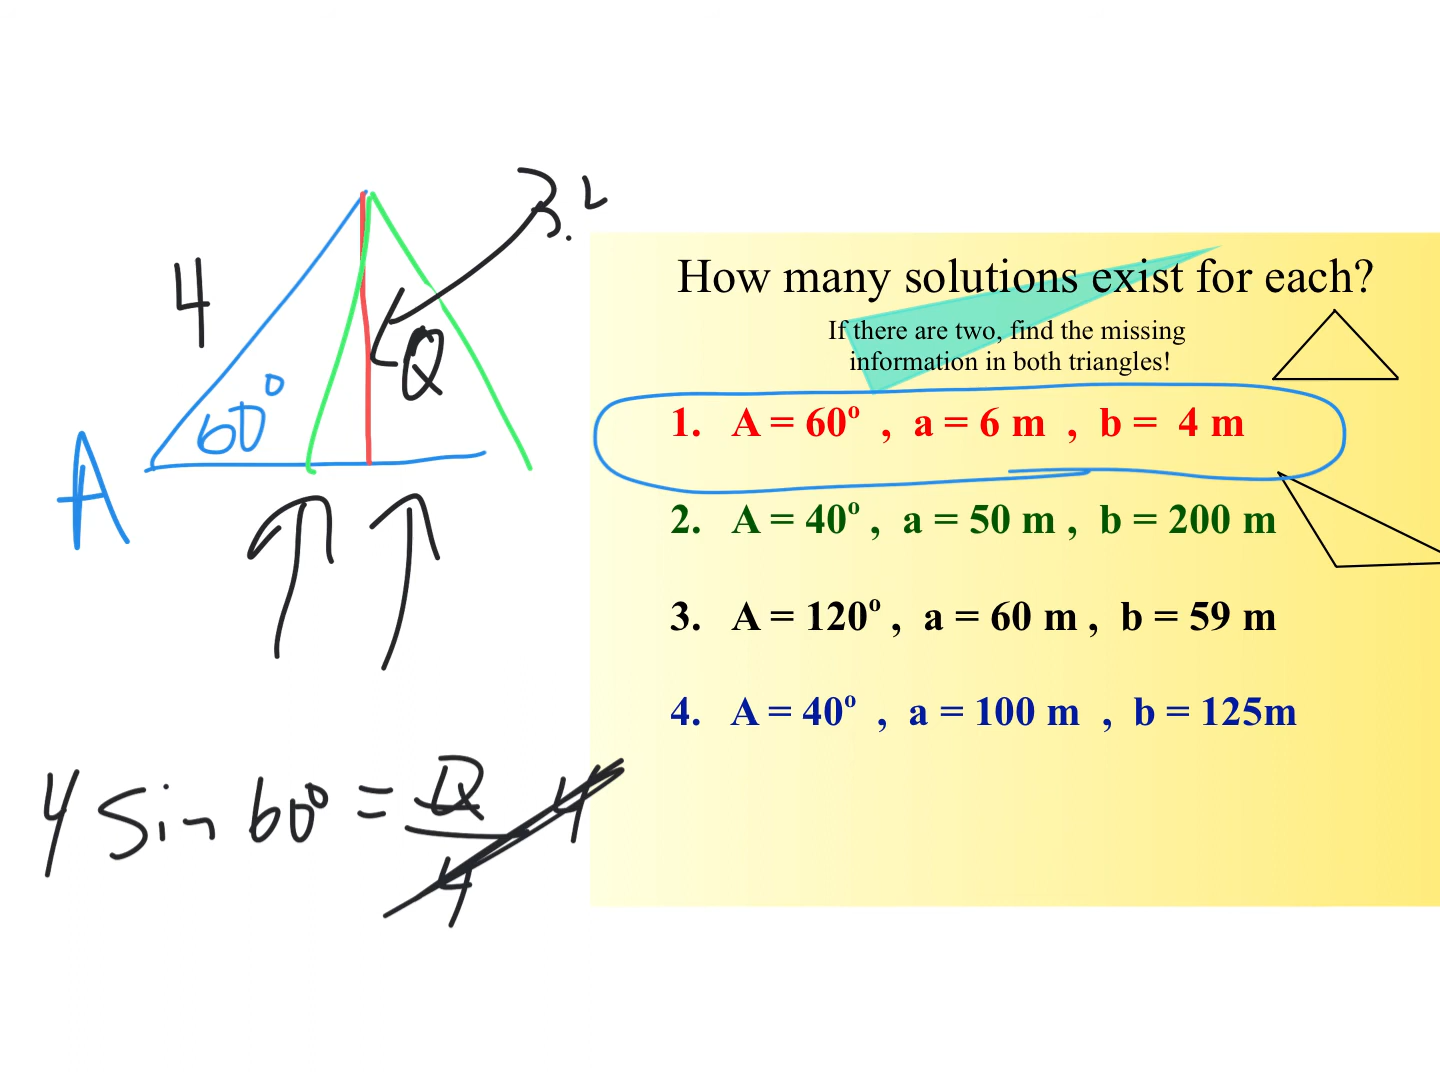 3.4
4
Q
60°
A
4 sin 60° = Q/4 4
How many solutions exist for each?
If there are two, find the missing
information in both triangles!
1. A = 60° , a = 6 m , b = 4 m
2. A = 40° , a = 50 m , b = 200 m
3. A = 120° , a = 60 m , b = 59 m
4. A = 40° , a = 100 m , b = 125m